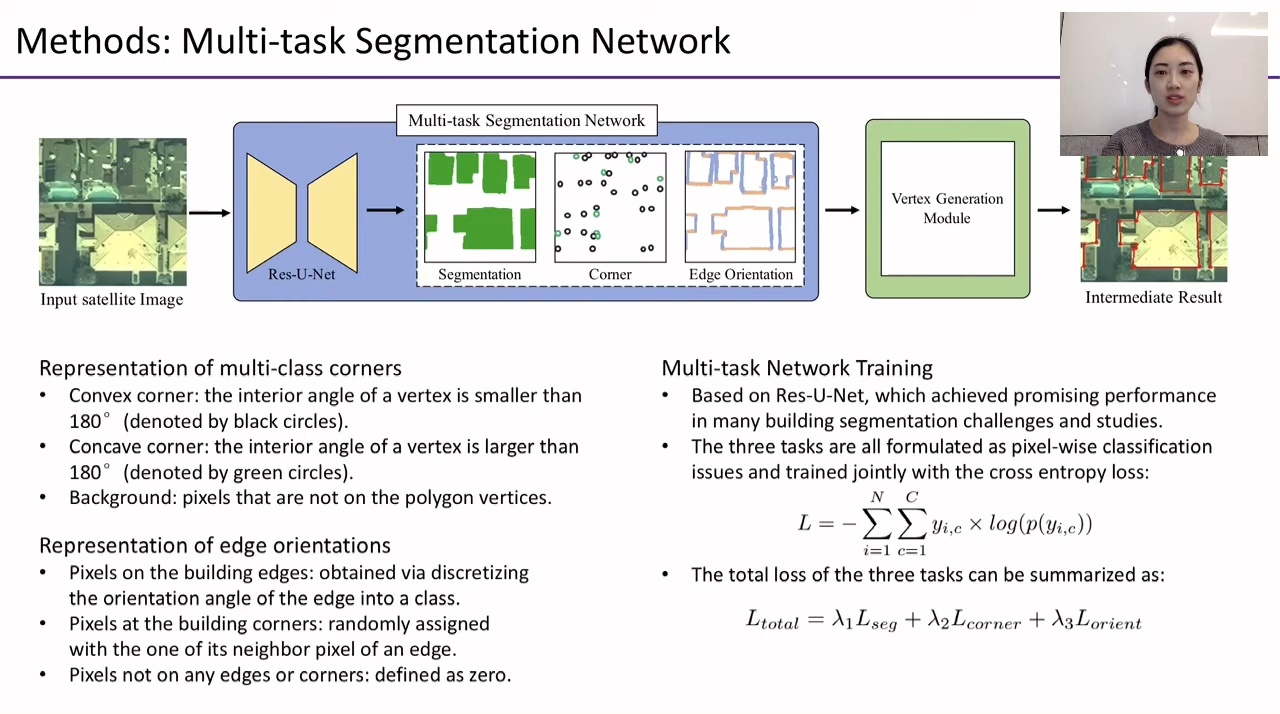 Methods: Multi-task Segmentation Network
Multi-task Segmentation Network
Input satellite Image
Res-U-Net
Segmentation
Corner
Edge Orientation
Vertex Generation
Module
Intermediate Result
Representation of multi-class corners
• Convex corner: the interior angle of a vertex is smaller than
180° (denoted by black circles).
• Concave corner: the interior angle of a vertex is larger than
180° (denoted by green circles).
• Background: pixels that are not on the polygon vertices.
Representation of edge orientations
• Pixels on the building edges: obtained via discretizing
the orientation angle of the edge into a class.
• Pixels at the building corners: randomly assigned
with the one of its neighbor pixel of an edge.
• Pixels not on any edges or corners: defined as zero.
Multi-task Network Training
• Based on Res-U-Net, which achieved promising performance
in many building segmentation challenges and studies.
• The three tasks are all formulated as pixel-wise classification
issues and trained jointly with the cross entropy loss:
L = − ∑_{i=1}^{N} ∑_{c=1}^{C} y_{i,c} × log(p(y_{i,c}))
• The total loss of the three tasks can be summarized as:
L_{total} = λ_1L_{seg} + λ_2L_{corner} + λ_3L_{orient}